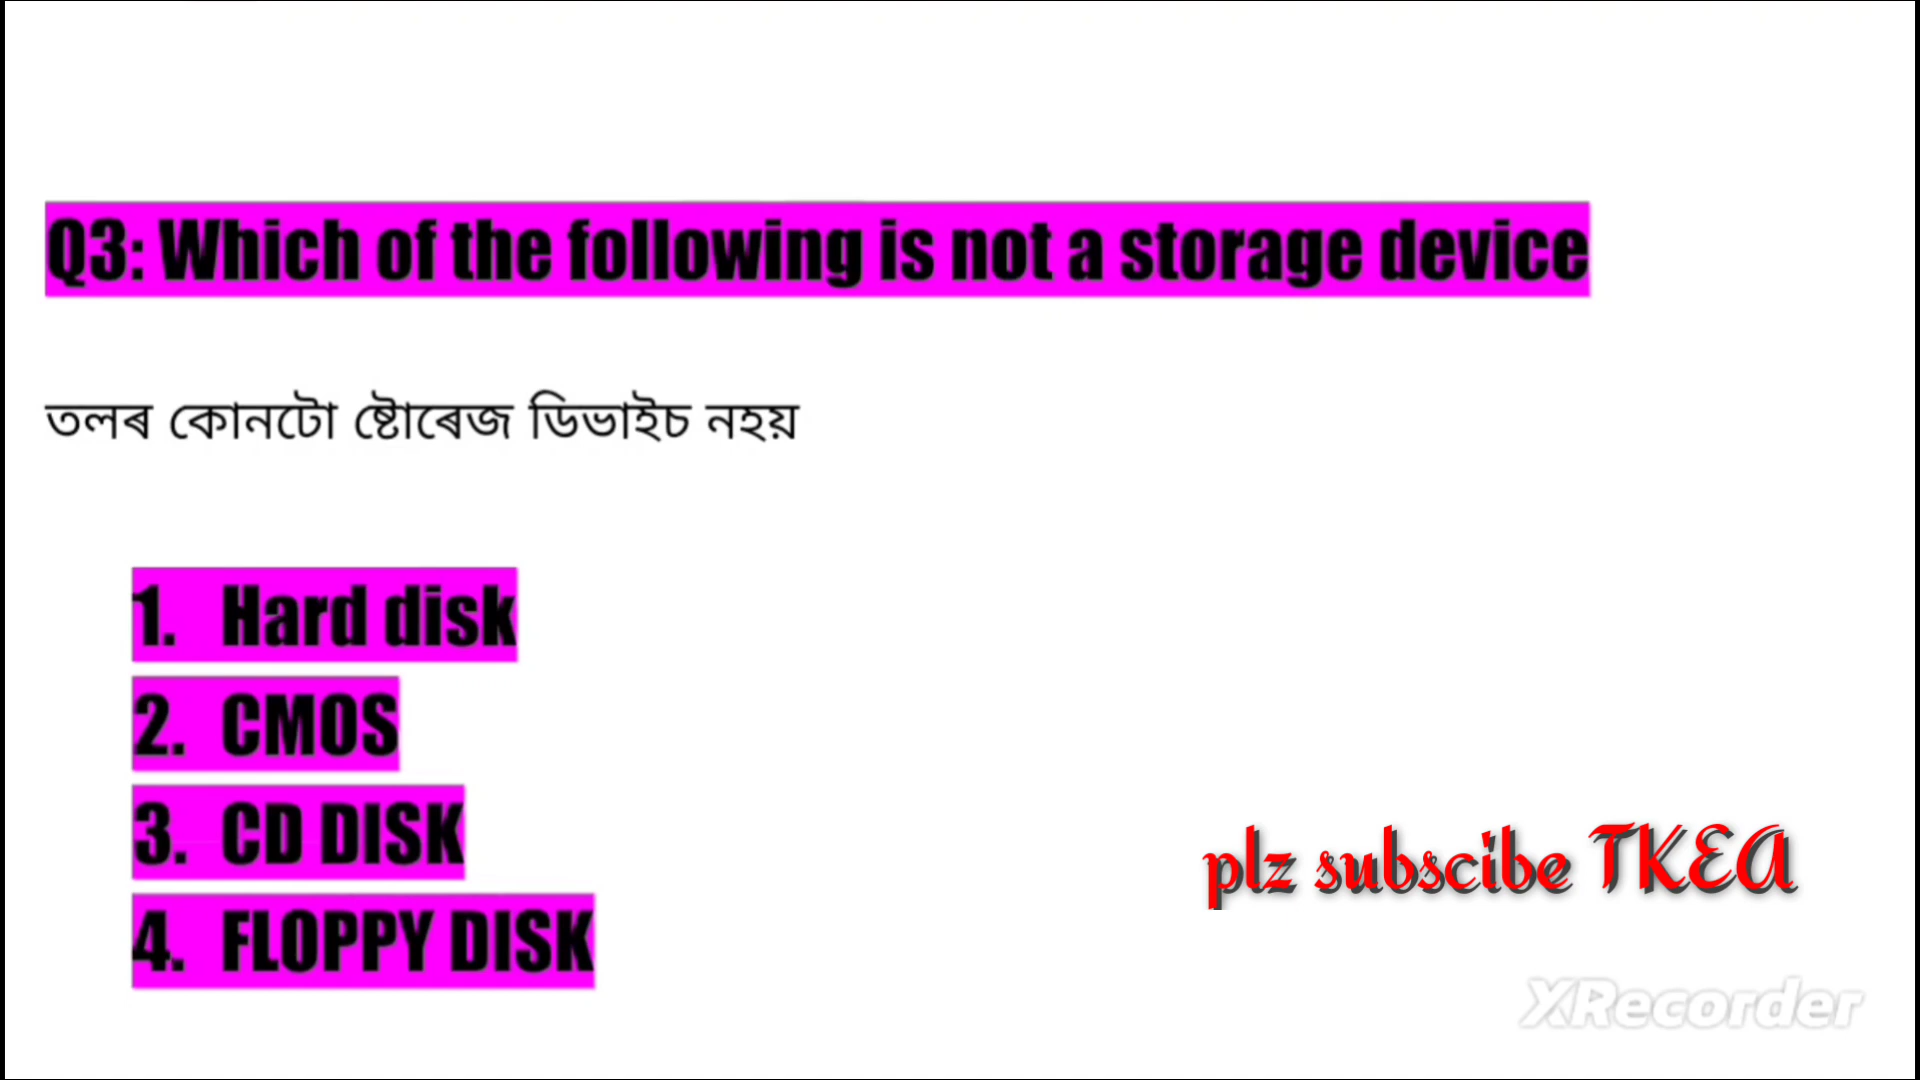 Q3: Which of the following is not a storage device
তলৰ কোনটো ষ্টোৰেজ ডিভাইচ নহয়
1. Hard disk
2. CMOS
3. CD DISK
4. FLOPPY DISK
plz subscibe TKEA
XRecorder